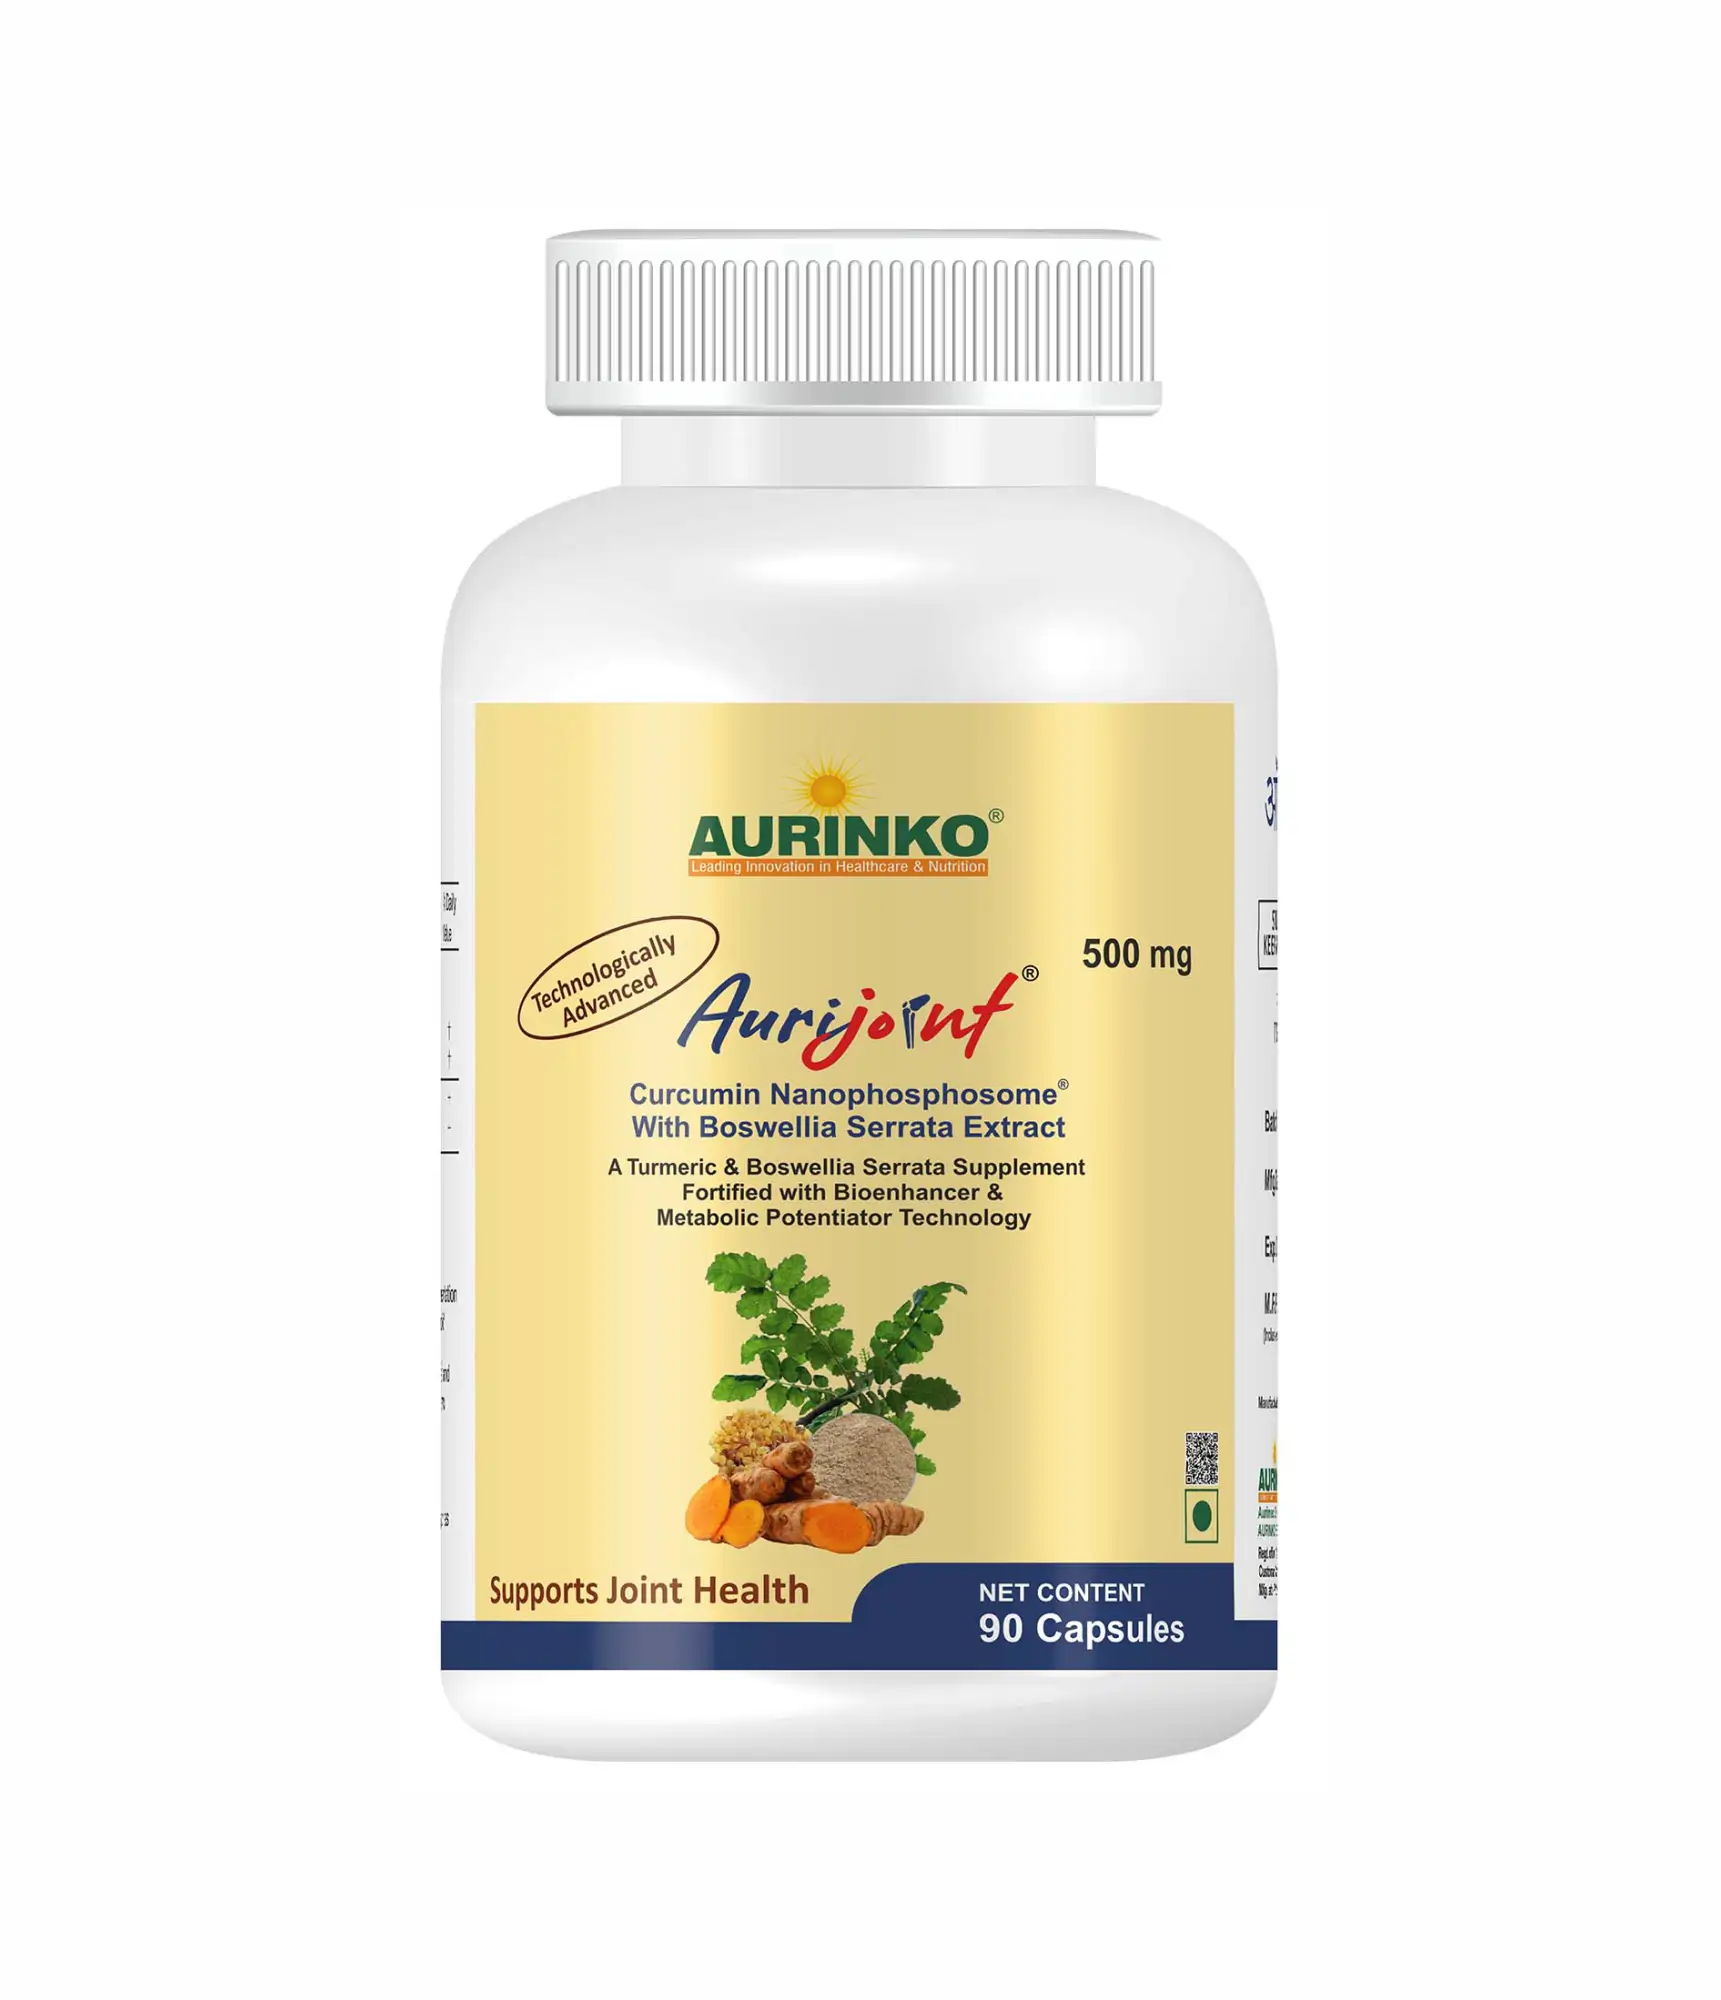 AURINKO®
Leading Innovation in Healthcare & Nutrition
Technologically
Advanced
500 mg
Aurijoint®
Curcumin Nanophosphosome®
With Boswellia Serrata Extract
A Turmeric & Boswellia Serrata Supplement
Fortified with Bioenhancer &
Metabolic Potentiator Technology
Supports Joint Health
NET CONTENT
90 Capsules